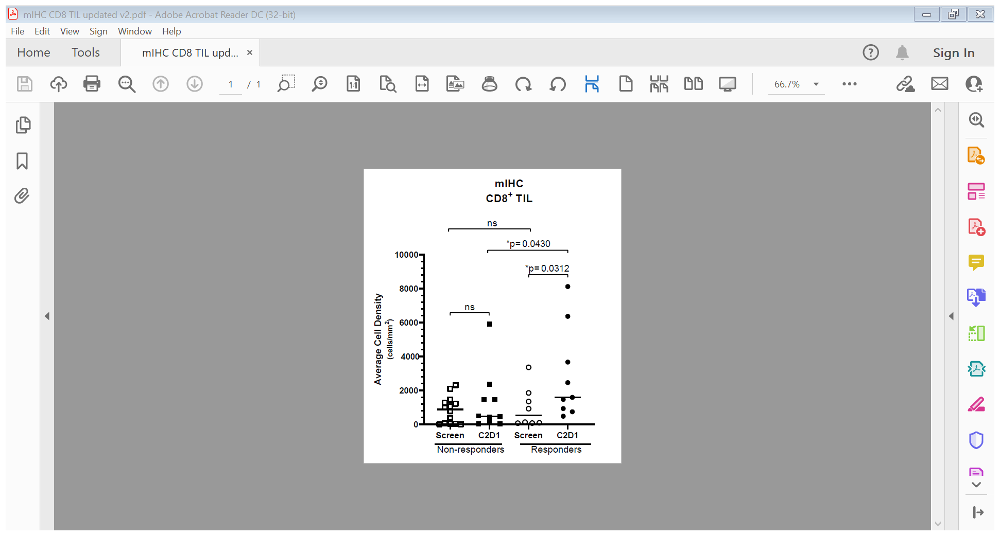 mIHC CD8 TIL updated v2.pdf - Adobe Acrobat Reader DC (32-bit)
File Edit View Sign Window Help
Home Tools mIHC CD8 TIL upd... × ? Sign In
1 / 1 1:1 66.7%
mIHC
CD8⁺ TIL
ns
*p= 0.0430
*p= 0.0312
ns
Average Cell Density
(cells/mm²)
10000
8000
6000
4000
2000
0
Screen C2D1 Screen C2D1
Non-responders Responders